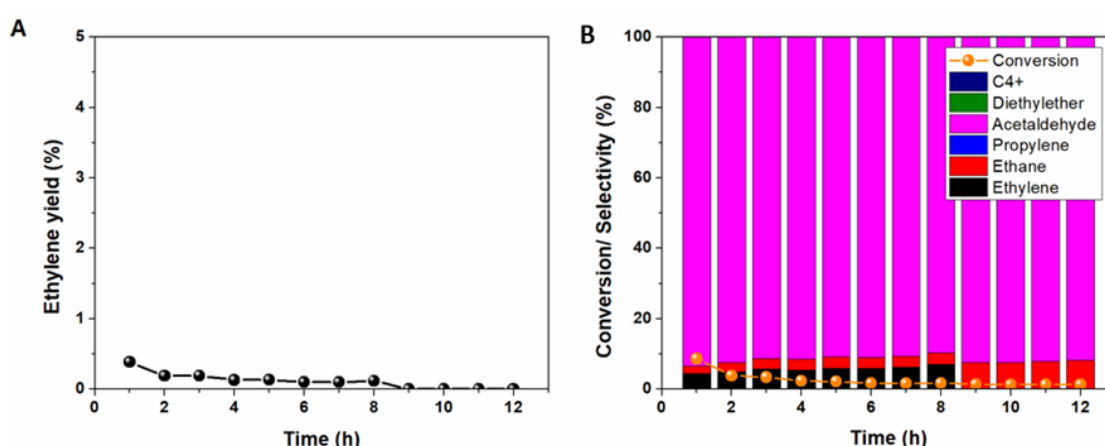 A
Ethylene yield (%)
5
4
3
2
1
0
0 2 4 6 8 10 12
Time (h)
B
Conversion/ Selectivity (%)
100
80
60
40
20
0
Conversion
C4+
Diethylether
Acetaldehyde
Propylene
Ethane
Ethylene
0 2 4 6 8 10 12
Time (h)